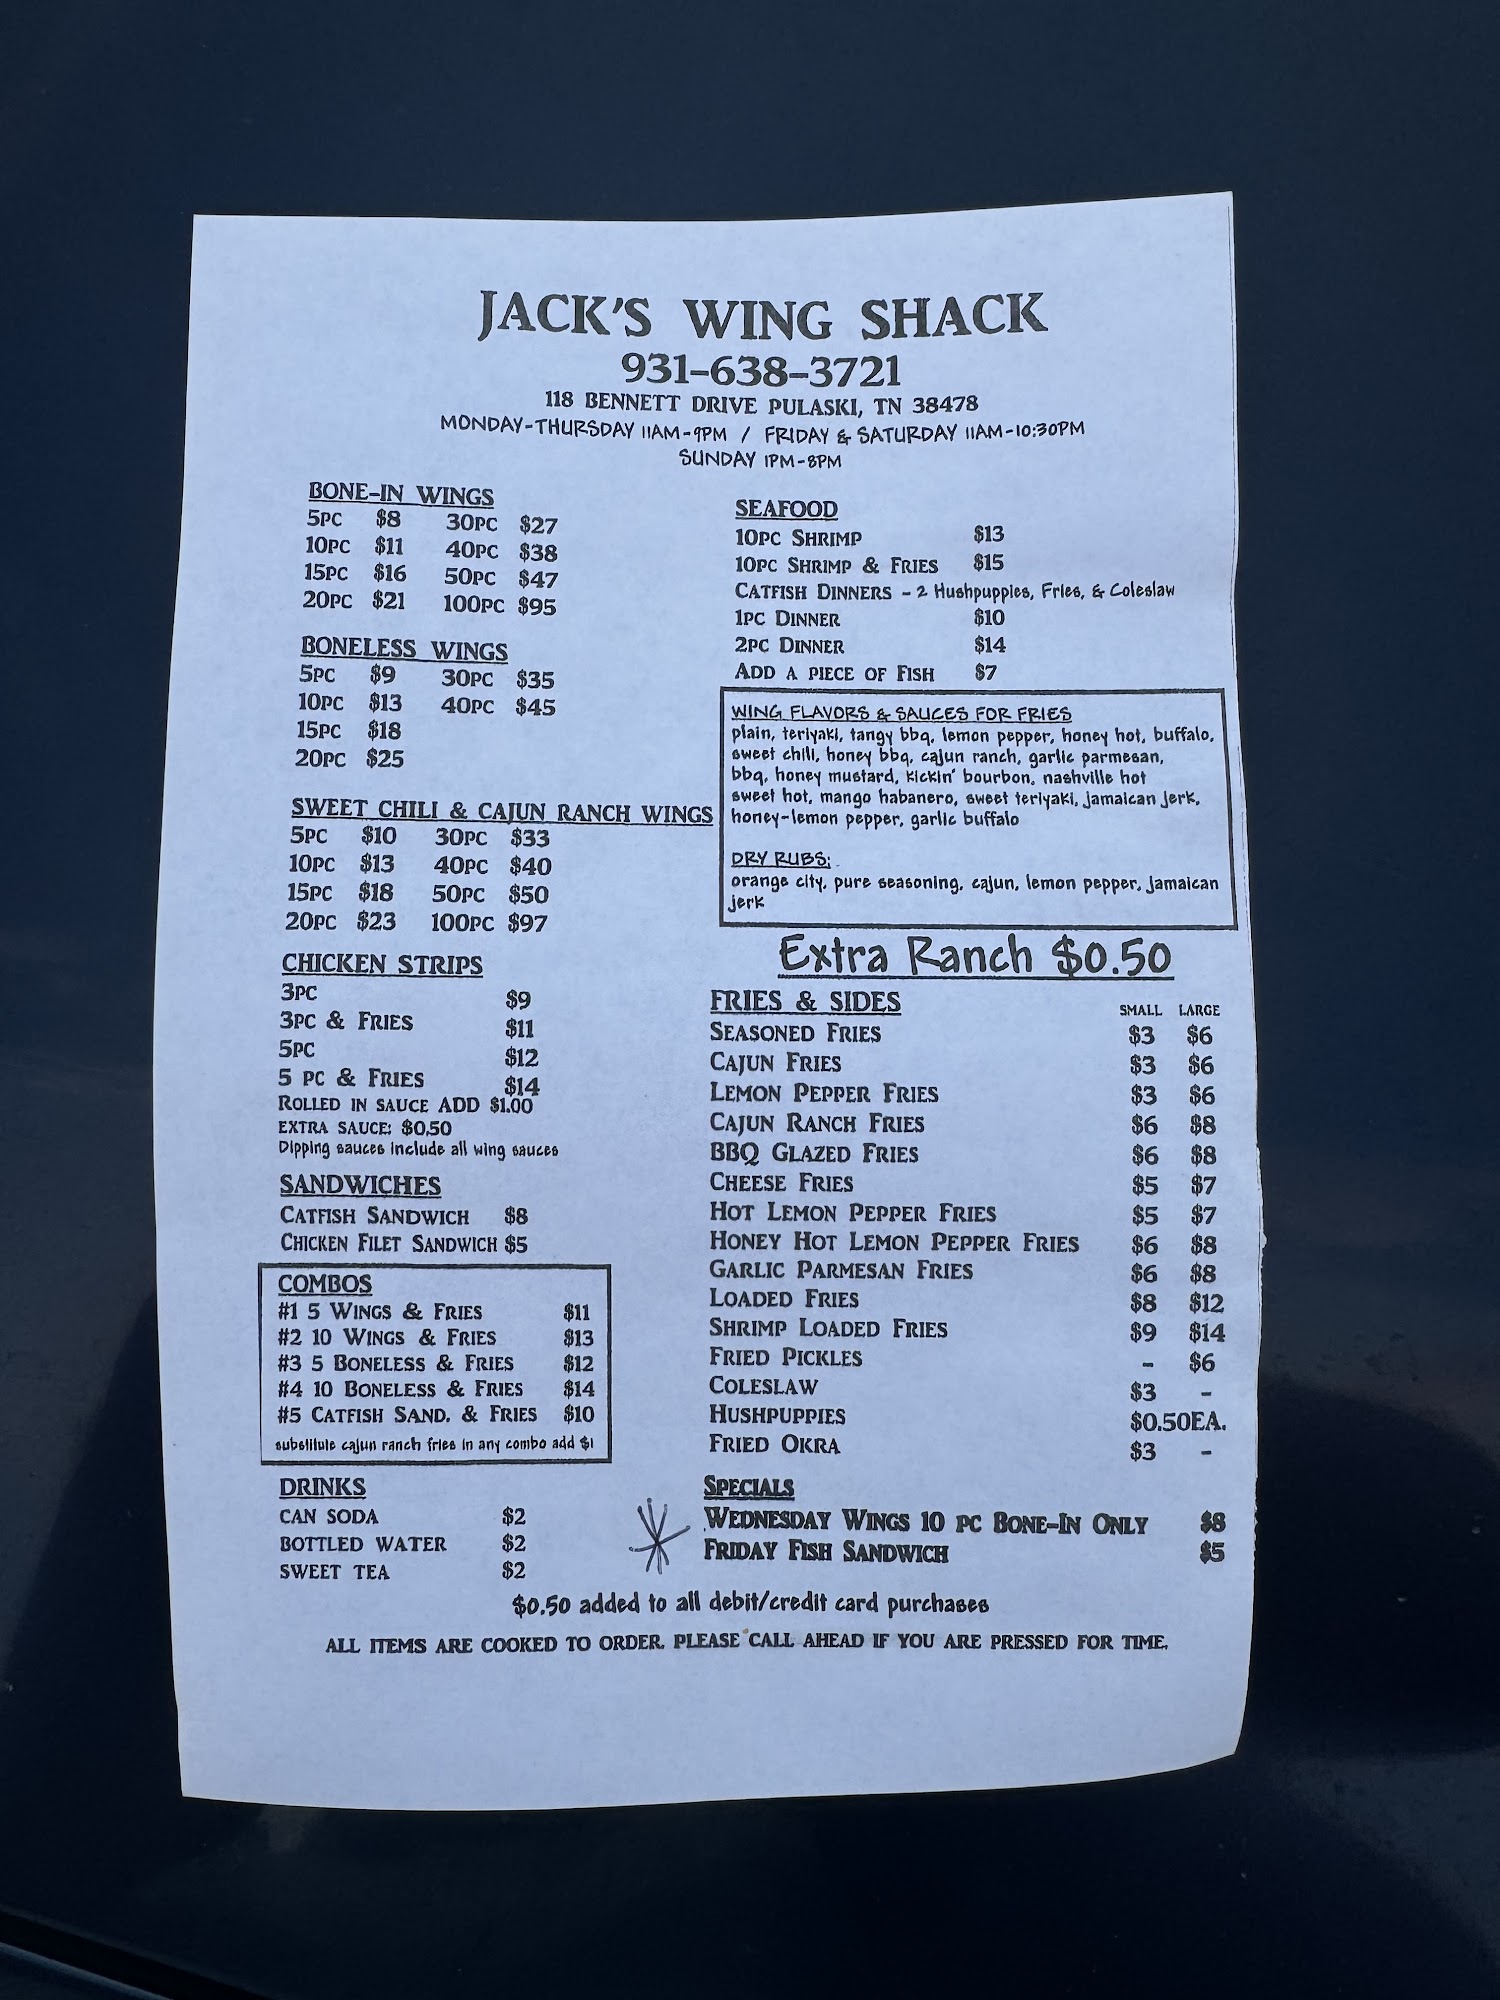 JACK'S WING SHACK
931-638-3721
118 BENNETT DRIVE PULASKI, TN 38478
MONDAY-THURSDAY 11AM-9PM / FRIDAY & SATURDAY 11AM-10:30PM
SUNDAY 1PM-8PM
BONE-IN WINGS
5PC $8 30PC $27
10PC $11 40PC $38
15PC $16 50PC $47
20PC $21 100PC $95
BONELESS WINGS
5PC $9 30PC $35
10PC $13 40PC $45
15PC $18
20PC $25
SWEET CHILI & CAJUN RANCH WINGS
5PC $10 30PC $33
10PC $13 40PC $40
15PC $18 50PC $50
20PC $23 100PC $97
CHICKEN STRIPS
3PC $9
3PC & FRIES $11
5PC $12
5 PC & FRIES $14
ROLLED IN SAUCE ADD $1.00
EXTRA SAUCE: $0.50
Dipping sauces include all wing sauces
SANDWICHES
CATFISH SANDWICH $8
CHICKEN FILET SANDWICH $5
COMBOS
#1 5 WINGS & FRIES $11
#2 10 WINGS & FRIES $13
#3 5 BONELESS & FRIES $12
#4 10 BONELESS & FRIES $14
#5 CATFISH SAND. & FRIES $10
substitute cajun ranch fries in any combo add $1
DRINKS
CAN SODA $2
BOTTLED WATER $2
SWEET TEA $2
SEAFOOD
10PC SHRIMP $13
10PC SHRIMP & FRIES $15
CATFISH DINNERS - 2 Hushpuppies, Fries, & Coleslaw
1PC DINNER $10
2PC DINNER $14
ADD A PIECE OF FISH $7
WING FLAVORS & SAUCES FOR FRIES
plain, teriyaki, tangy bbq, lemon pepper, honey hot, buffalo,
sweet chili, honey bbq, cajun ranch, garlic parmesan,
bbq, honey mustard, kickin' bourbon, nashville hot
sweet hot, mango habanero, sweet teriyaki, jamaican jerk,
honey-lemon pepper, garlic buffalo
DRY RUBS:
orange city, pure seasoning, cajun, lemon pepper, jamaican
jerk
Extra Ranch $0.50
FRIES & SIDES SMALL LARGE
SEASONED FRIES $3 $6
CAJUN FRIES $3 $6
LEMON PEPPER FRIES $3 $6
CAJUN RANCH FRIES $6 $8
BBQ GLAZED FRIES $6 $8
CHEESE FRIES $5 $7
HOT LEMON PEPPER FRIES $5 $7
HONEY HOT LEMON PEPPER FRIES $6 $8
GARLIC PARMESAN FRIES $6 $8
LOADED FRIES $8 $12
SHRIMP LOADED FRIES $9 $14
FRIED PICKLES - $6
COLESLAW $3 -
HUSHPUPPIES $0.50EA.
FRIED OKRA $3 -
SPECIALS
WEDNESDAY WINGS 10 PC BONE-IN ONLY $8
FRIDAY FISH SANDWICH $5
$0.50 added to all debit/credit card purchases
ALL ITEMS ARE COOKED TO ORDER. PLEASE CALL AHEAD IF YOU ARE PRESSED FOR TIME.